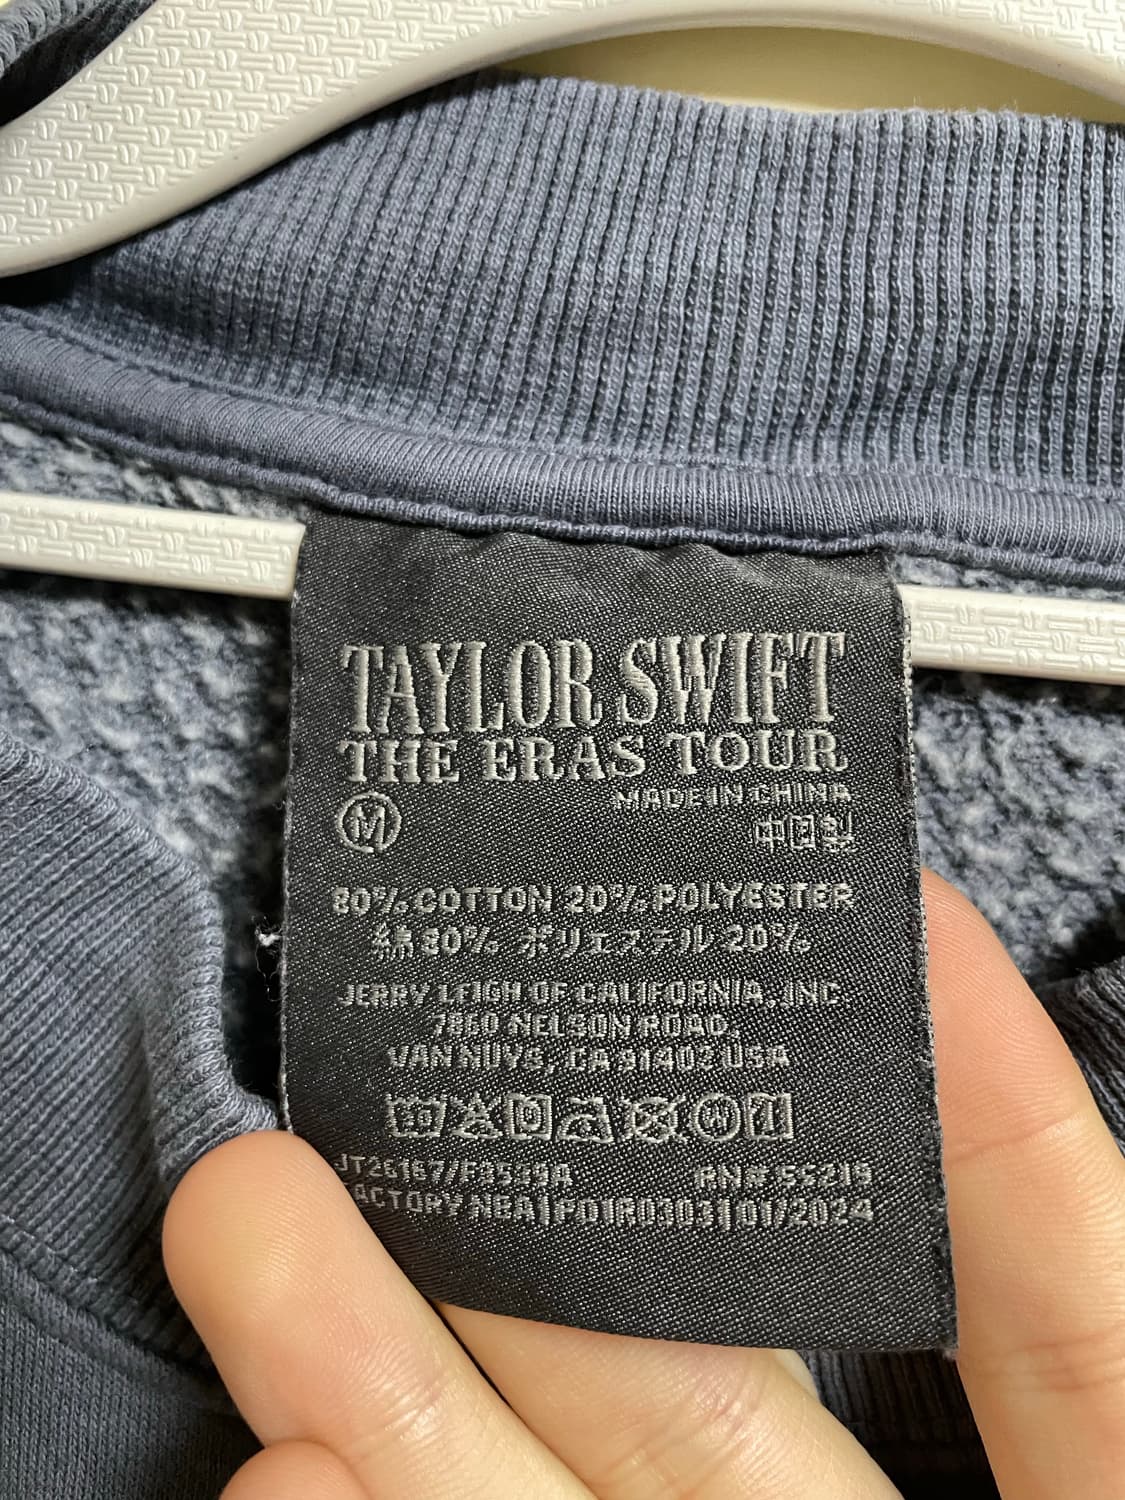 TAYLOR SWIFT
THE ERAS TOUR
MADE IN CHINA
M
中国製
80% COTTON 20% POLYESTER
綿 80% ポリエステル 20%
JERRY LEIGH OF CALIFORNIA, INC.
7860 NELSON ROAD,
VAN NUYS, CA 91402 USA
RN# 55219
FACTORY NBA | PO1R0303 | 01/2024